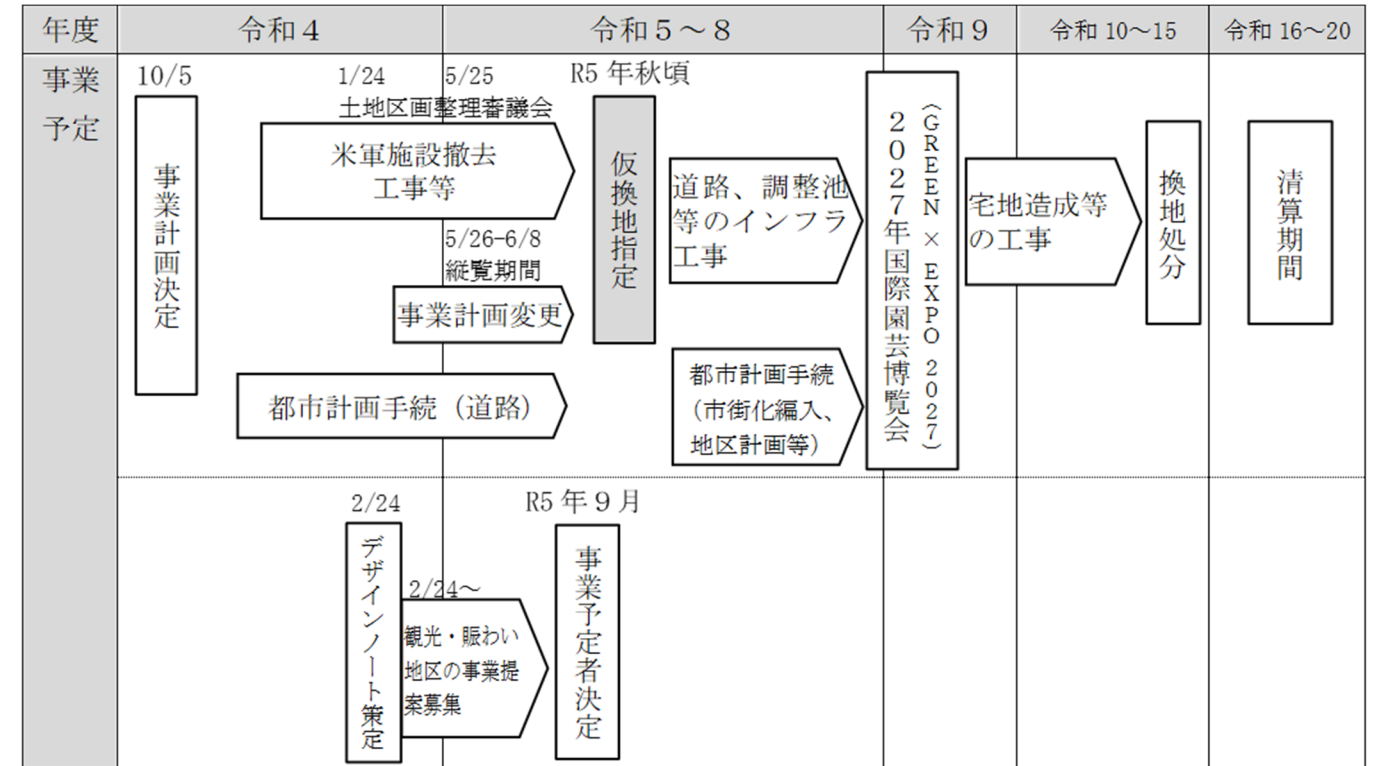 年度
令和４
令和５～８
令和９
令和 10～15
令和 16～20
事業
予定
10/5
事業計画決定
1/24
5/25
土地区画整理審議会
米軍施設撤去
工事等
5/26-6/8
縦覧期間
事業計画変更
都市計画手続（道路）
R5 年秋頃
仮換地指定
道路、調整池
等のインフラ
工事
都市計画手続
（市街化編入、
地区計画等）
（GREEN × EXPO 2027）
２０２７年国際園芸博覧会
宅地造成等
の工事
換地処分
清算期間
2/24
デザインノート策定
2/24～
観光・賑わい
地区の事業提
案募集
R5 年９月
事業予定者決定